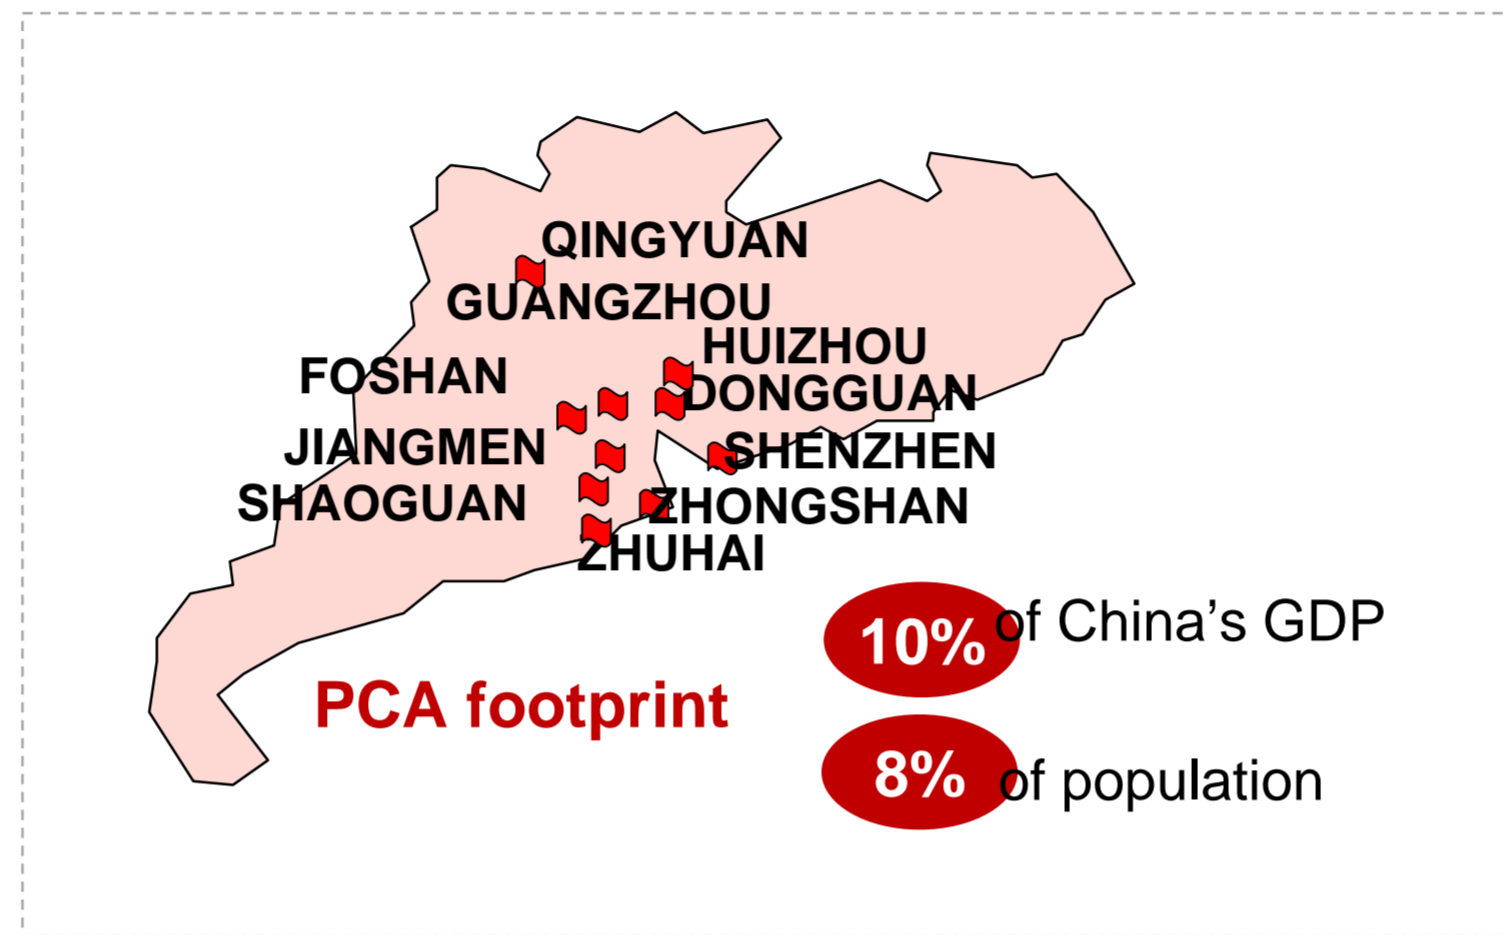 QINGYUAN
GUANGZHOU
HUIZHOU
FOSHAN
DONGGUAN
JIANGMEN
SHENZHEN
SHAOGUAN
ZHONGSHAN
ZHUHAI
10% of China’s GDP
PCA footprint
8% of population